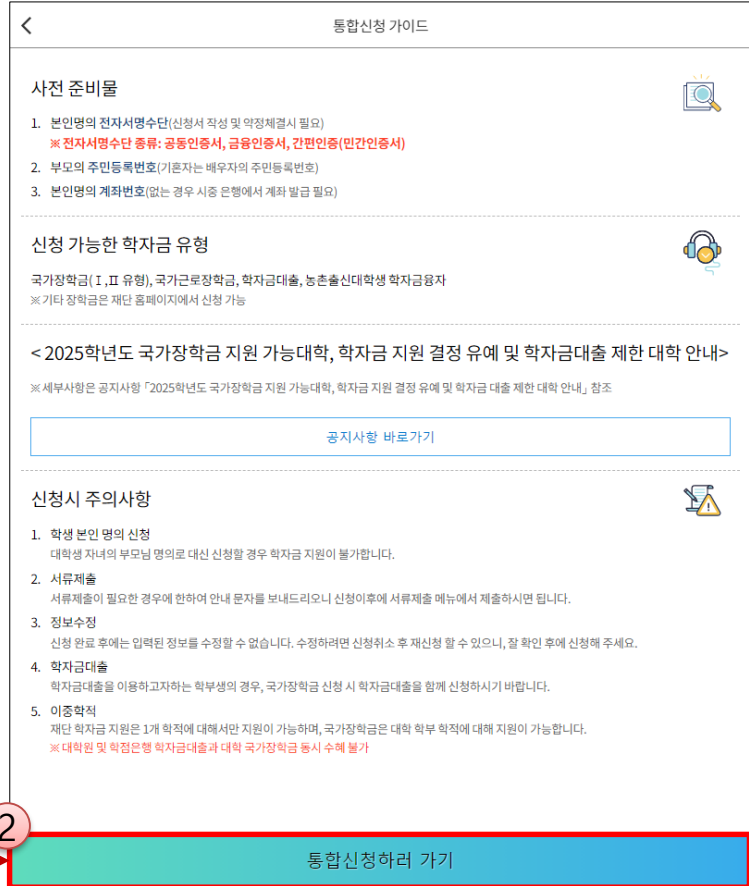 통합신청 가이드
사전 준비물
1. 본인명의 전자서명수단(신청서 작성 및 약정체결시 필요)
※ 전자서명수단 종류: 공동인증서, 금융인증서, 간편인증(민간인증서)
2. 부모의 주민등록번호(기혼자는 배우자의 주민등록번호)
3. 본인명의 계좌번호(없는 경우 시중 은행에서 계좌 발급 필요)
신청 가능한 학자금 유형
국가장학금(Ⅰ,Ⅱ 유형), 국가근로장학금, 학자금대출, 농촌출신대학생 학자금융자
※ 기타 장학금은 재단 홈페이지에서 신청 가능
< 2025학년도 국가장학금 지원 가능대학, 학자금 지원 결정 유예 및 학자금대출 제한 대학 안내>
※ 세부사항은 공지사항 「2025학년도 국가장학금 지원 가능대학, 학자금 지원 결정 유예 및 학자금 대출 제한 대학 안내」 참조
공지사항 바로가기
신청시 주의사항
1. 학생 본인 명의 신청
대학생 자녀의 부모님 명의로 대신 신청할 경우 학자금 지원이 불가합니다.
2. 서류제출
서류제출이 필요한 경우에 한하여 안내 문자를 보내드리오니 신청이후에 서류제출 메뉴에서 제출하시면 됩니다.
3. 정보수정
신청 완료 후에는 입력된 정보를 수정할 수 없습니다. 수정하려면 신청취소 후 재신청 할 수 있으니, 잘 확인 후에 신청해 주세요.
4. 학자금대출
학자금대출을 이용하고자하는 학부생의 경우, 국가장학금 신청 시 학자금대출을 함께 신청하시기 바랍니다.
5. 이중학적
재단 학자금 지원은 1개 학적에 대해서만 지원이 가능하며, 국가장학금은 대학 학부 학적에 대해 지원이 가능합니다.
※ 대학원 및 학점은행 학자금대출과 대학 국가장학금 동시 수혜 불가
2
통합신청하러 가기